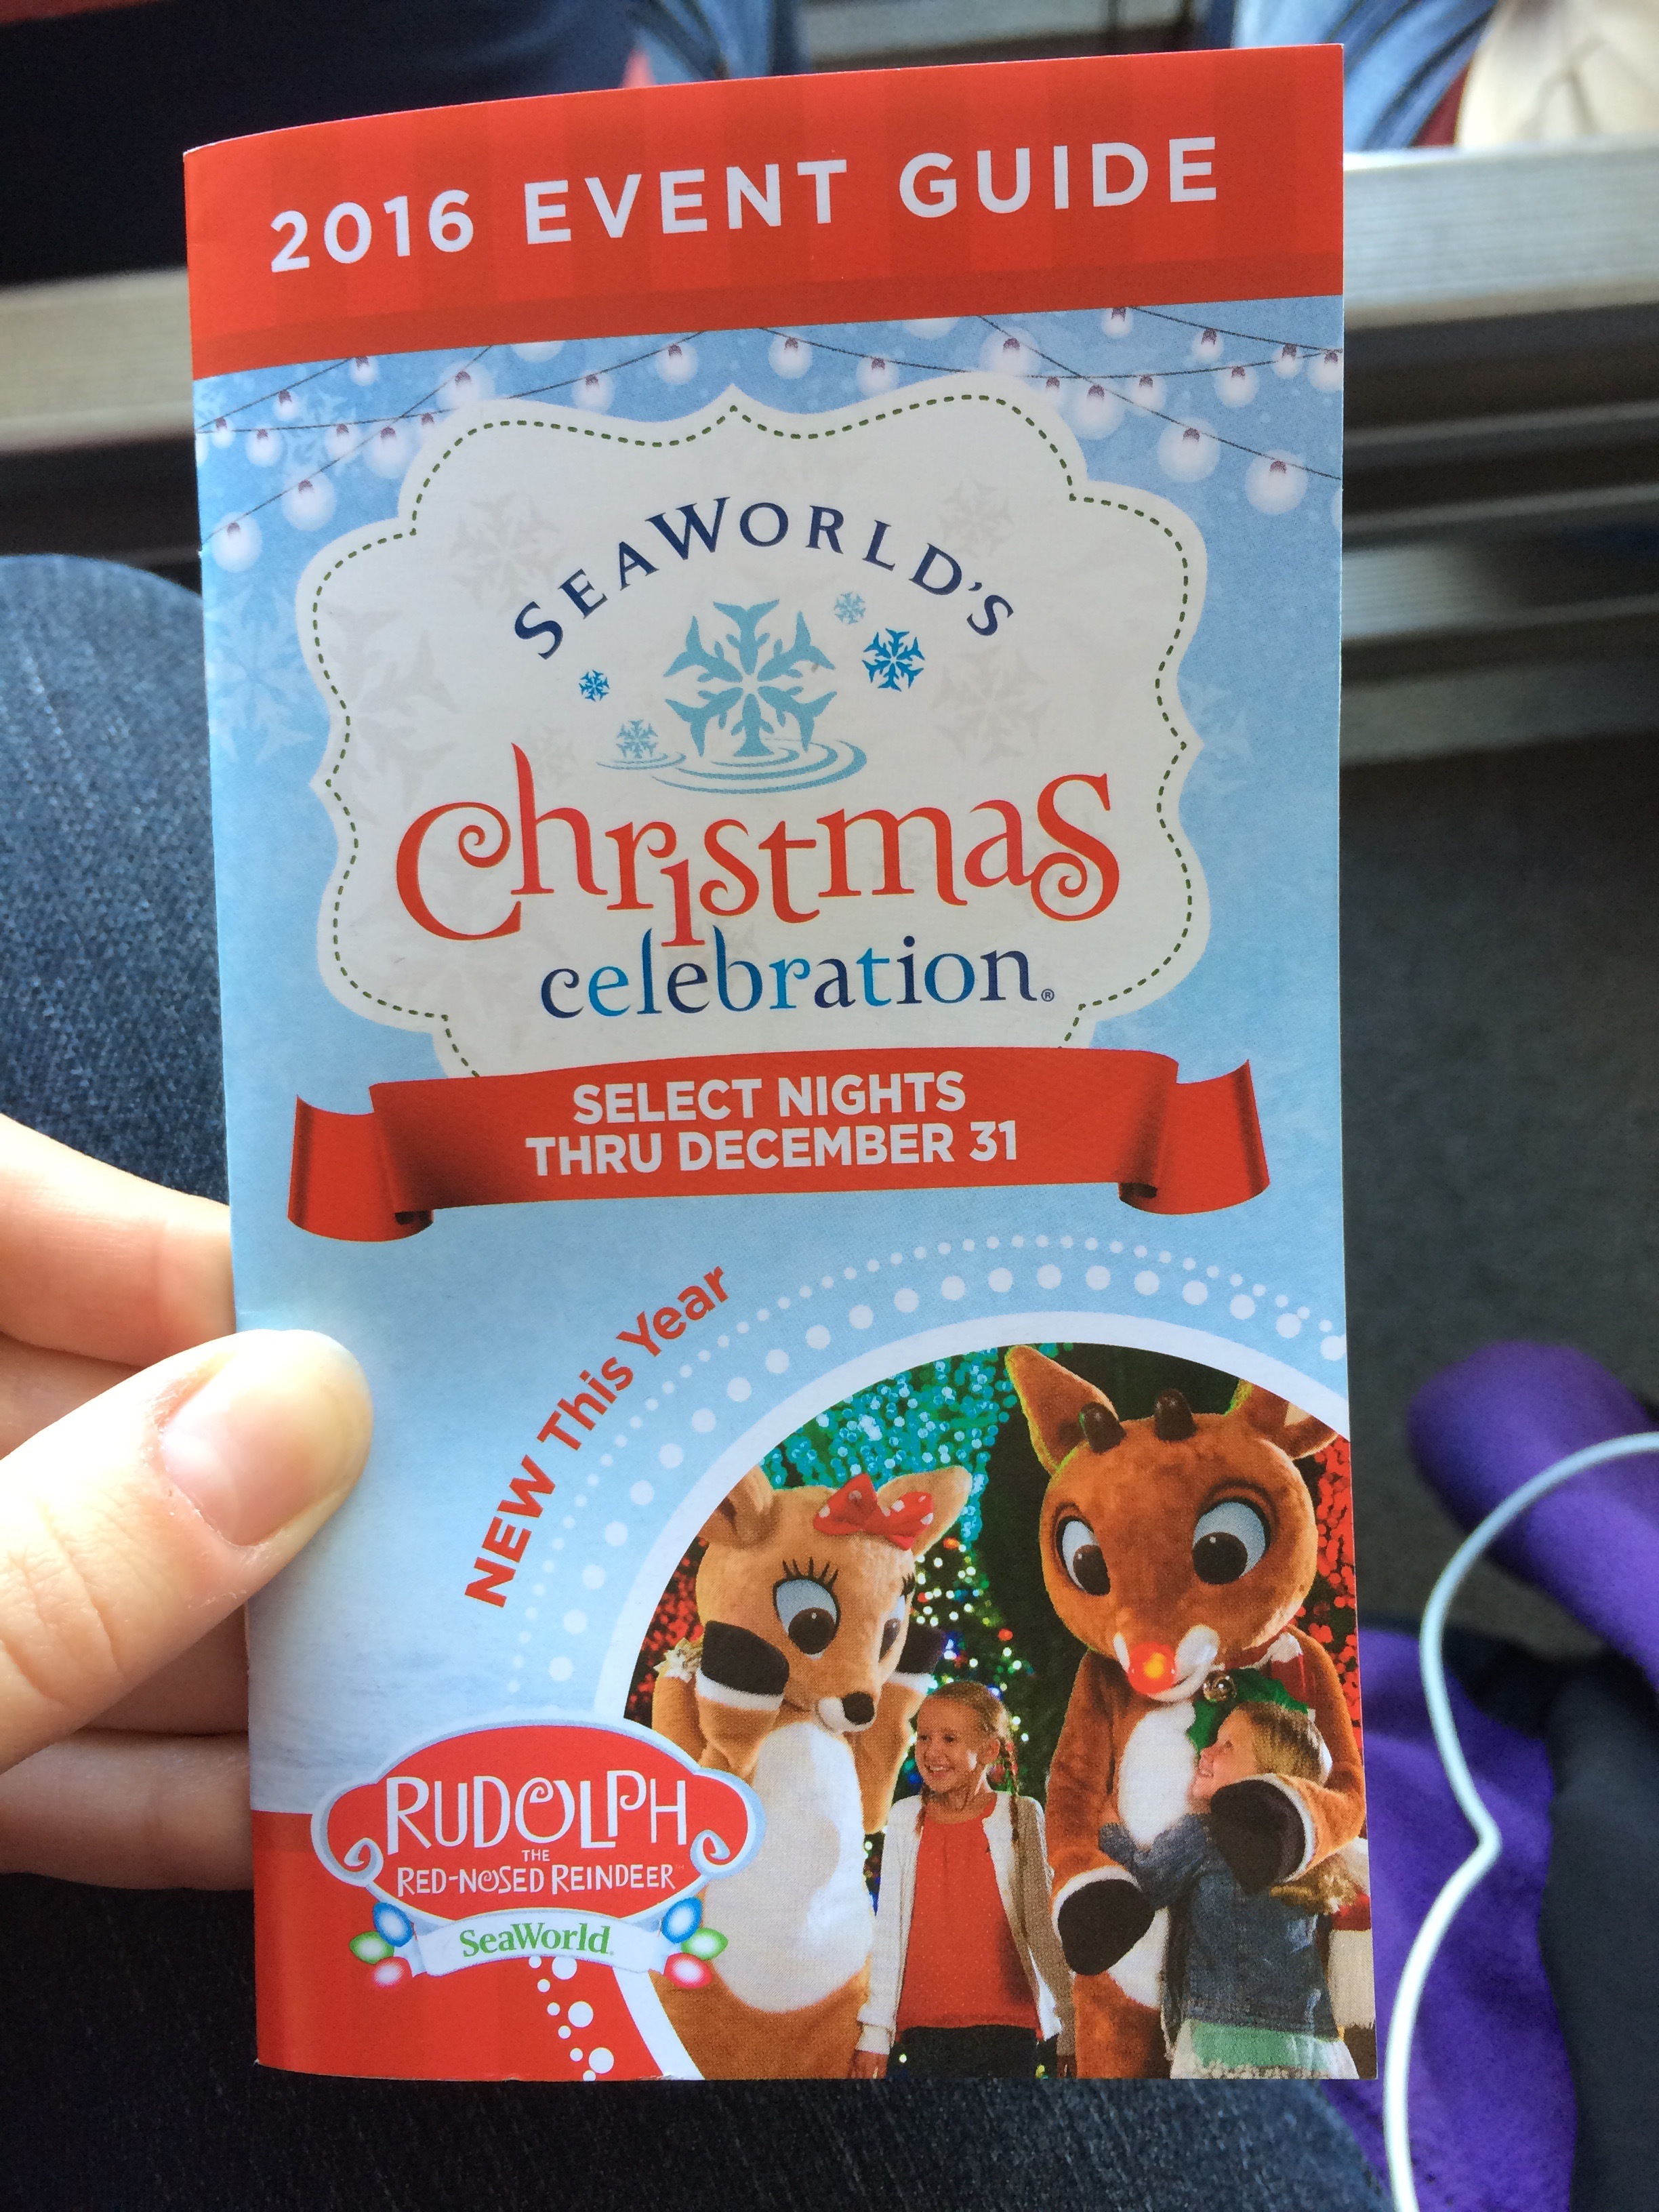 2016 EVENT GUIDE
SEAWORLD'S
Christmas
celebration®
SELECT NIGHTS
THRU DECEMBER 31
NEW This Year
RUDOLPH
THE
RED-NOSED REINDEER™
SeaWorld®